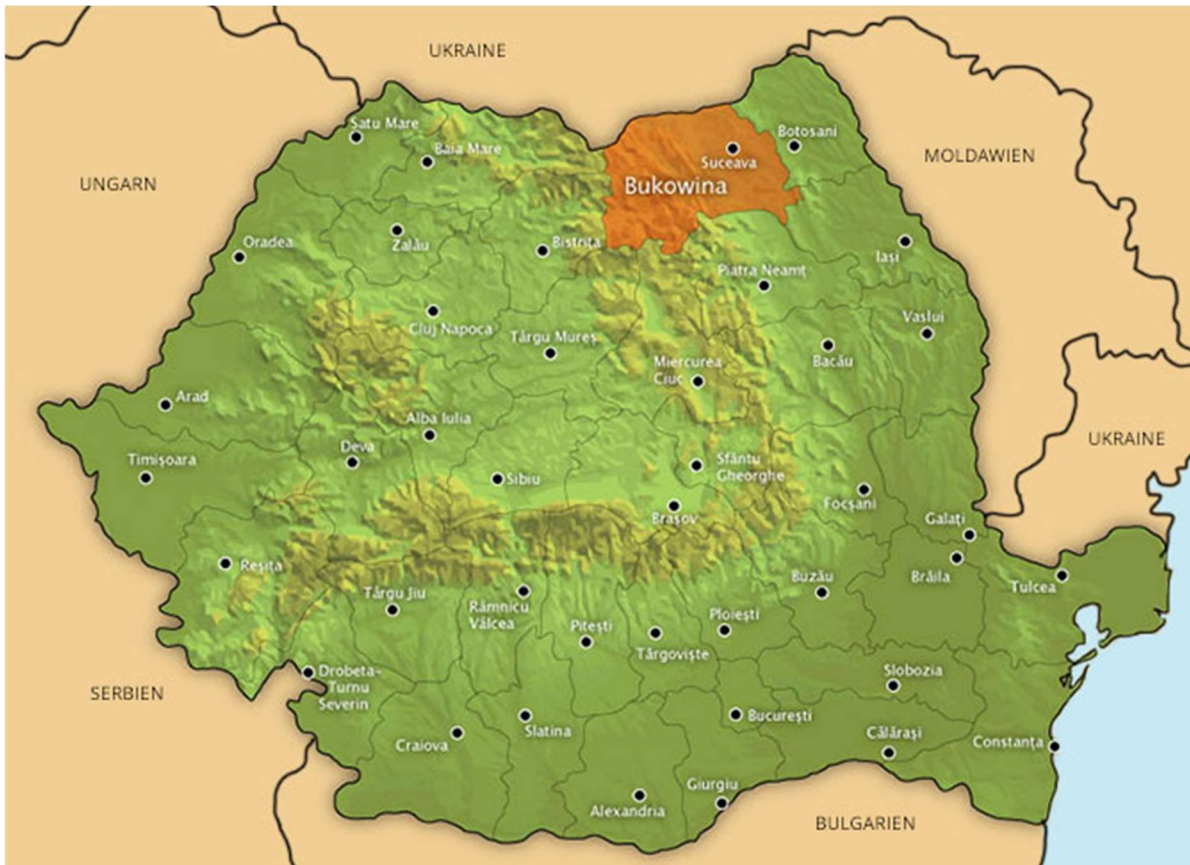 UKRAINE
Satu Mare
Botosani
Baia Mare
Suceava
MOLDAWIEN
UNGARN
Bukowina
Oradea
Zalău
Bistrița
Iași
Piatra Neamț
Cluj Napoca
Târgu Mureș
Vaslui
Miercurea
Ciuc
Bacău
Arad
Alba Iulia
Deva
UKRAINE
Timișoara
Sibiu
Sfântu
Gheorghe
Focșani
Brașov
Galați
Reșița
Târgu Jiu
Râmnicu
Vâlcea
Buzău
Brăila
Tulcea
Pitești
Ploiești
Târgoviște
Drobeta-
Turnu
Severin
SERBIEN
Slobozia
București
Slatina
Craiova
Călărași
Constanța
Giurgiu
Alexandria
BULGARIEN